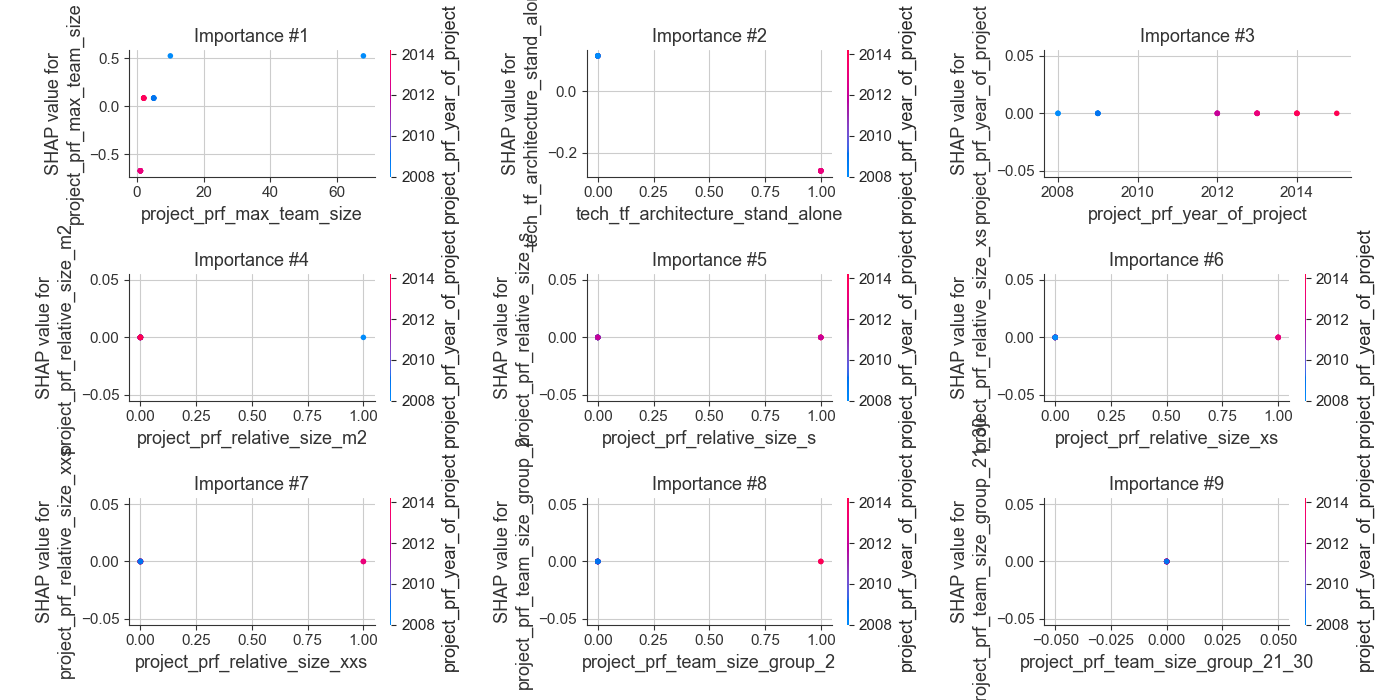 Importance #1
SHAP value for
project_prf_max_team_size
0.5
0.0
−0.5
0
20
40
60
project_prf_max_team_size
2014
2012
2010
2008
project_prf_year_of_project
Importance #2
SHAP value for
tech_tf_architecture_stand_alone
0.0
−0.2
0.00
0.25
0.50
0.75
1.00
tech_tf_architecture_stand_alone
2014
2012
2010
2008
project_prf_year_of_project
Importance #3
SHAP value for
project_prf_year_of_project
0.05
0.00
−0.05
2008
2010
2012
2014
project_prf_year_of_project
Importance #4
SHAP value for
project_prf_relative_size_m2
0.05
0.00
−0.05
0.00
0.25
0.50
0.75
1.00
project_prf_relative_size_m2
2014
2012
2010
2008
project_prf_year_of_project
Importance #5
SHAP value for
project_prf_relative_size_s
0.05
0.00
−0.05
0.00
0.25
0.50
0.75
1.00
project_prf_relative_size_s
2014
2012
2010
2008
project_prf_year_of_project
Importance #6
SHAP value for
project_prf_relative_size_xs
0.05
0.00
−0.05
0.00
0.25
0.50
0.75
1.00
project_prf_relative_size_xs
2014
2012
2010
2008
project_prf_year_of_project
Importance #7
SHAP value for
project_prf_relative_size_xxs
0.05
0.00
−0.05
0.00
0.25
0.50
0.75
1.00
project_prf_relative_size_xxs
2014
2012
2010
2008
project_prf_year_of_project
Importance #8
SHAP value for
project_prf_team_size_group_2
0.05
0.00
−0.05
0.00
0.25
0.50
0.75
1.00
project_prf_team_size_group_2
2014
2012
2010
2008
project_prf_year_of_project
Importance #9
SHAP value for
project_prf_team_size_group_21_30
0.05
0.00
−0.05
−0.050
−0.025
0.000
0.025
0.050
project_prf_team_size_group_21_30
2014
2012
2010
2008
project_prf_year_of_project